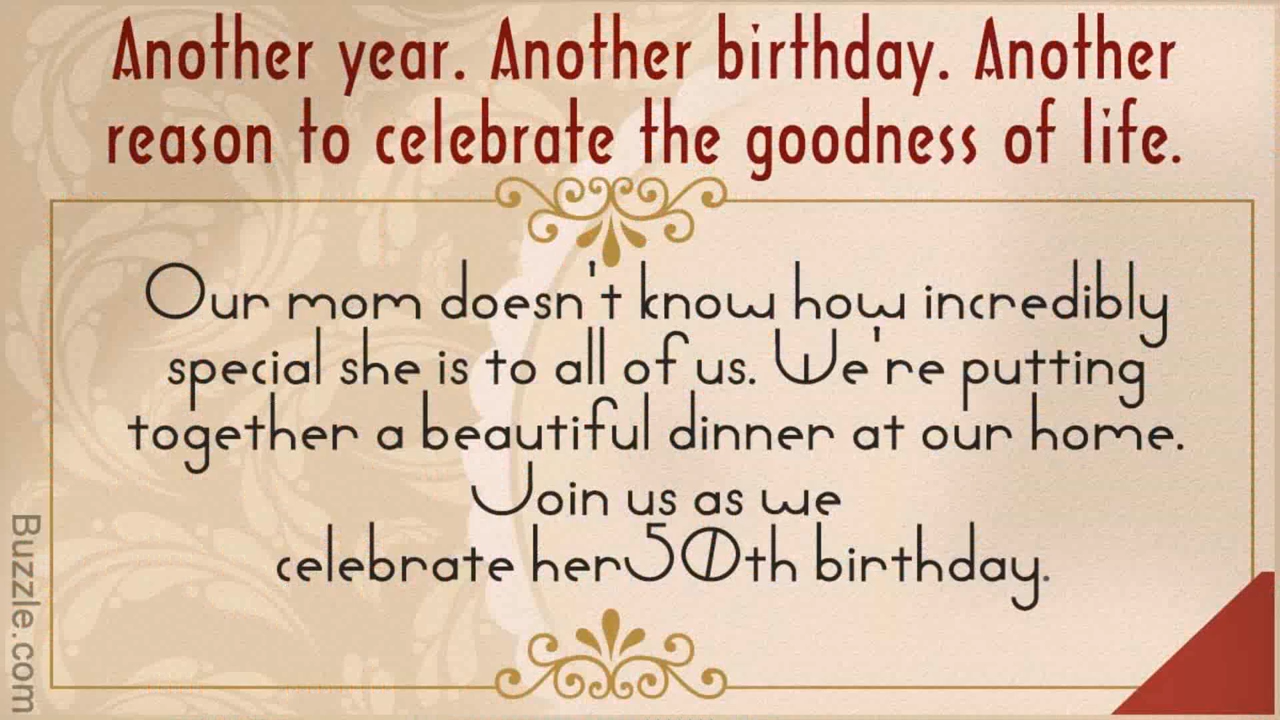 Another year. Another birthday. Another
reason to celebrate the goodness of life.
Our mom doesn't know how incredibly
special she is to all of us. We're putting
together a beautiful dinner at our home.
Join us as we
celebrate her 50th birthday.
Buzzle.com